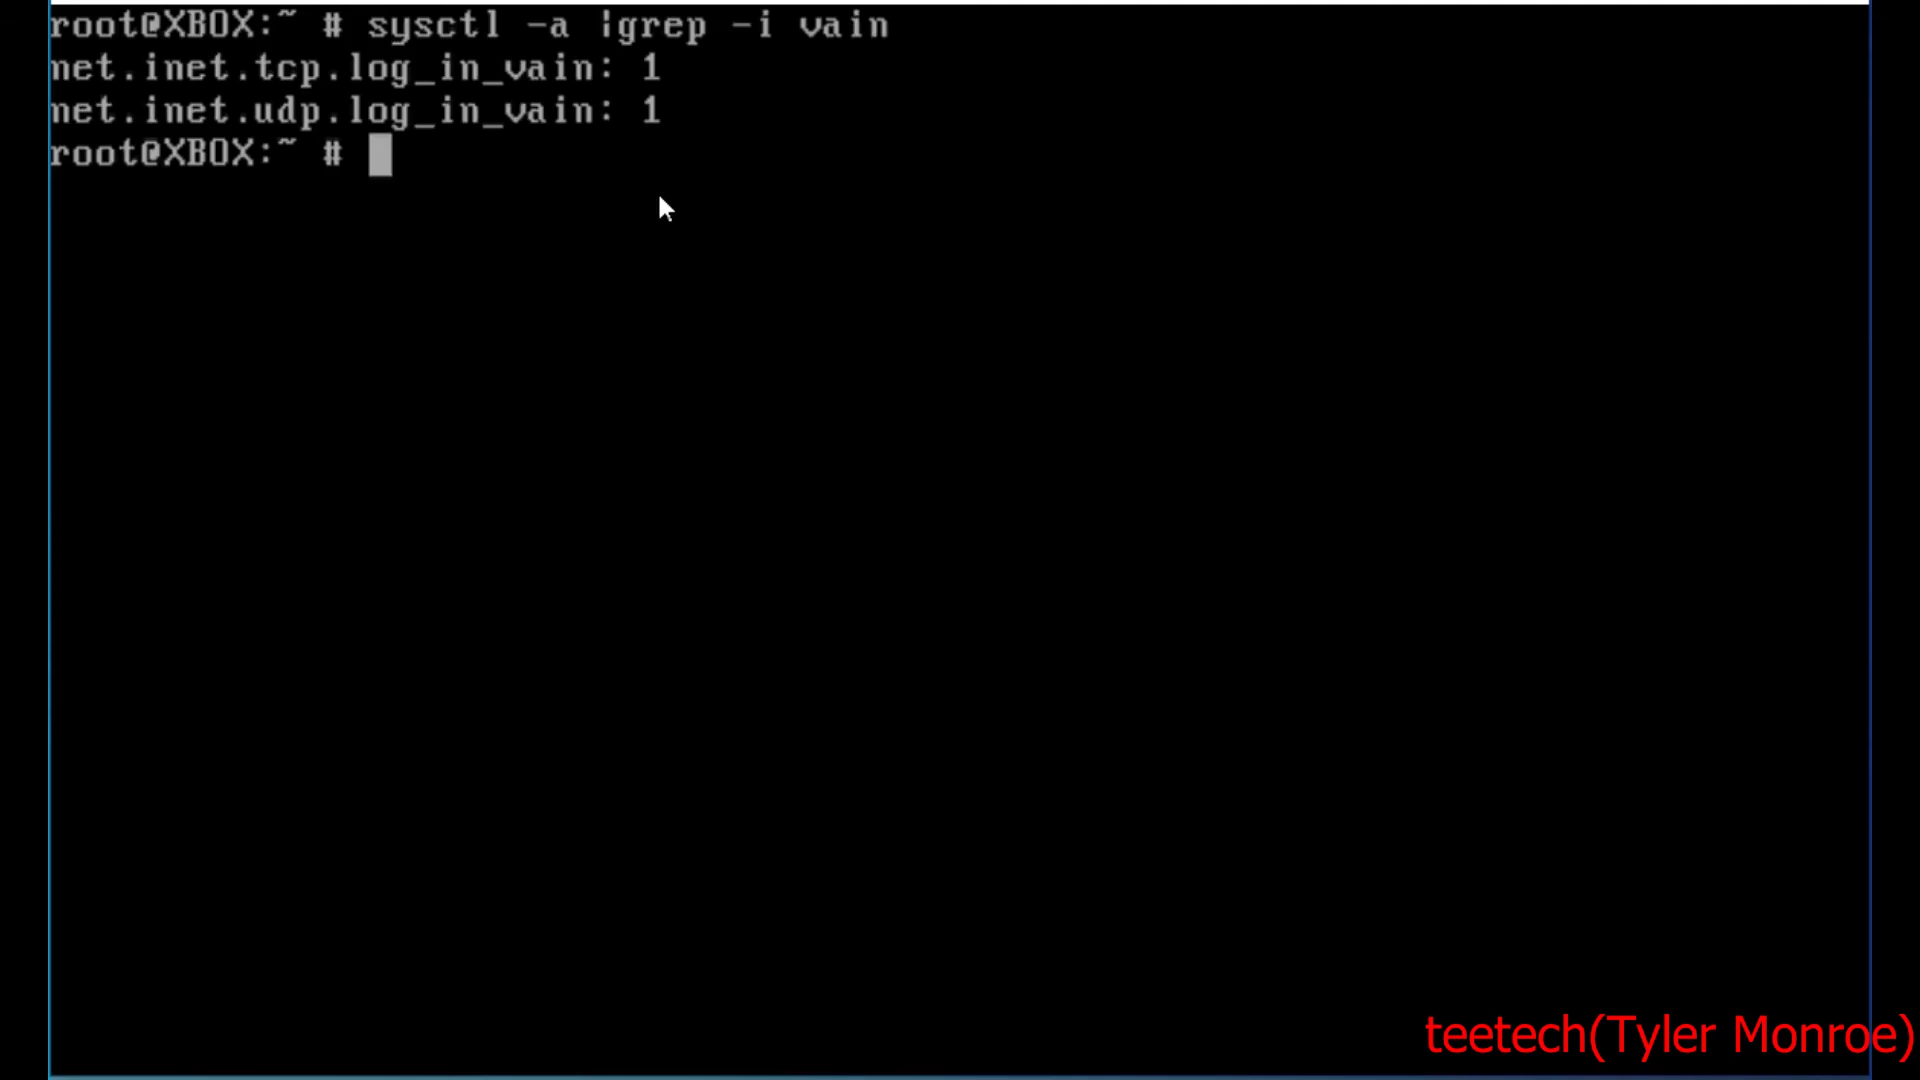 root@XBOX:~ # sysctl -a |grep -i vain
net.inet.tcp.log_in_vain: 1
net.inet.udp.log_in_vain: 1
root@XBOX:~ #
teetech(Tyler Monroe)